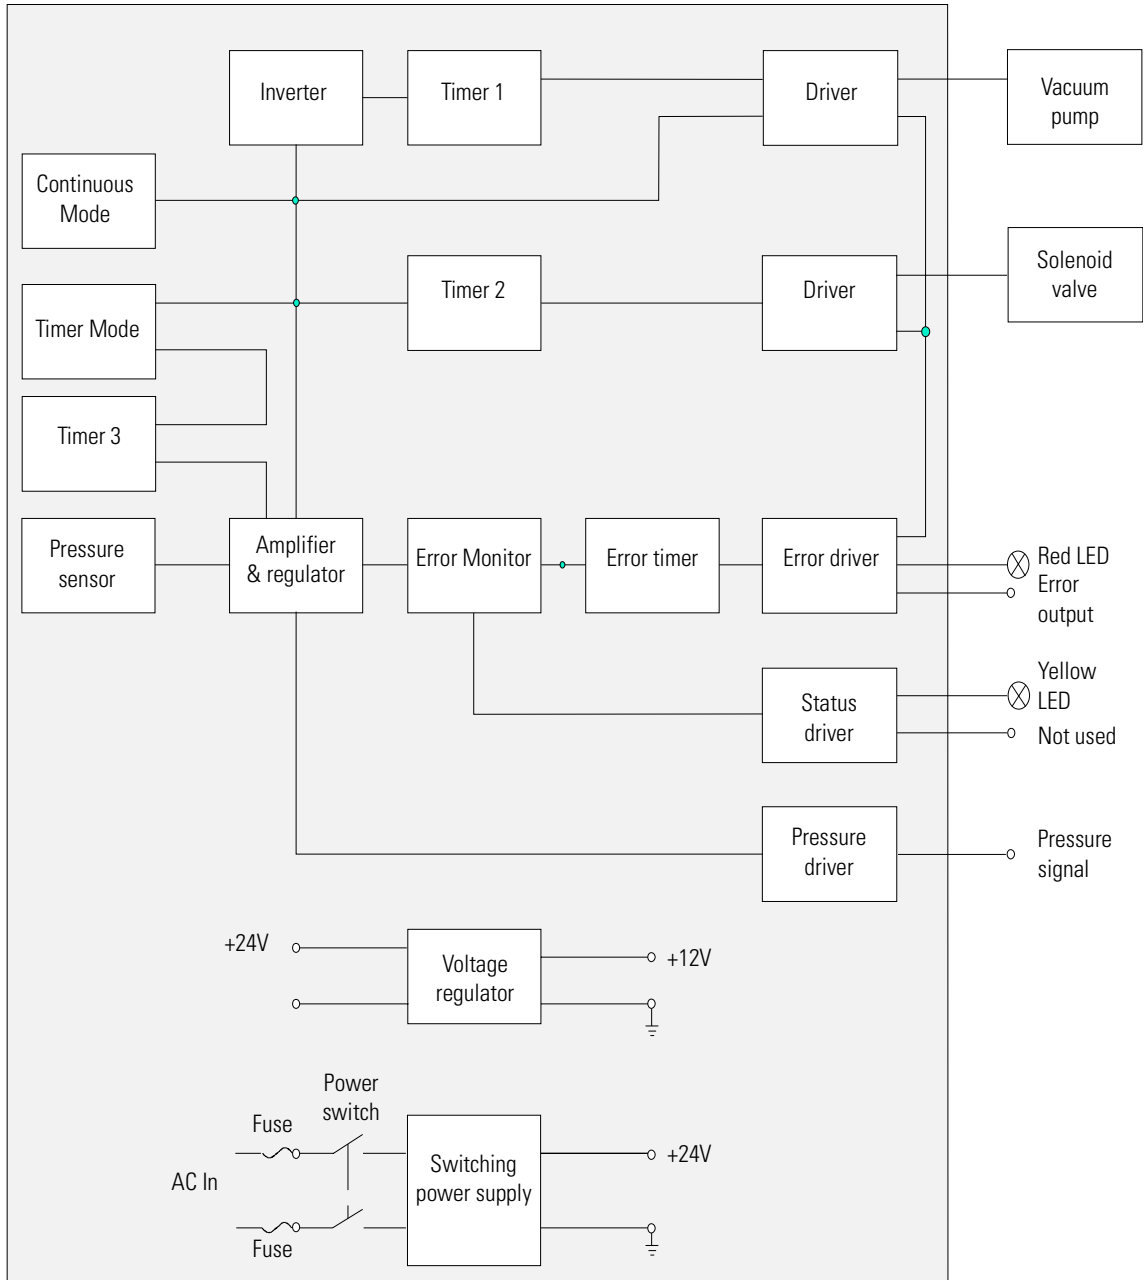 Inverter
Timer 1
Driver
Vacuum
pump
Continuous
Mode
Timer 2
Driver
Solenoid
valve
Timer Mode
Timer 3
Pressure
sensor
Amplifier
& regulator
Error Monitor
Error timer
Error driver
Red LED
Error
output
Status
driver
Yellow
LED
Not used
Pressure
driver
Pressure
signal
+24V
Voltage
regulator
+12V
Power
switch
Fuse
AC In
Switching
power supply
+24V
Fuse